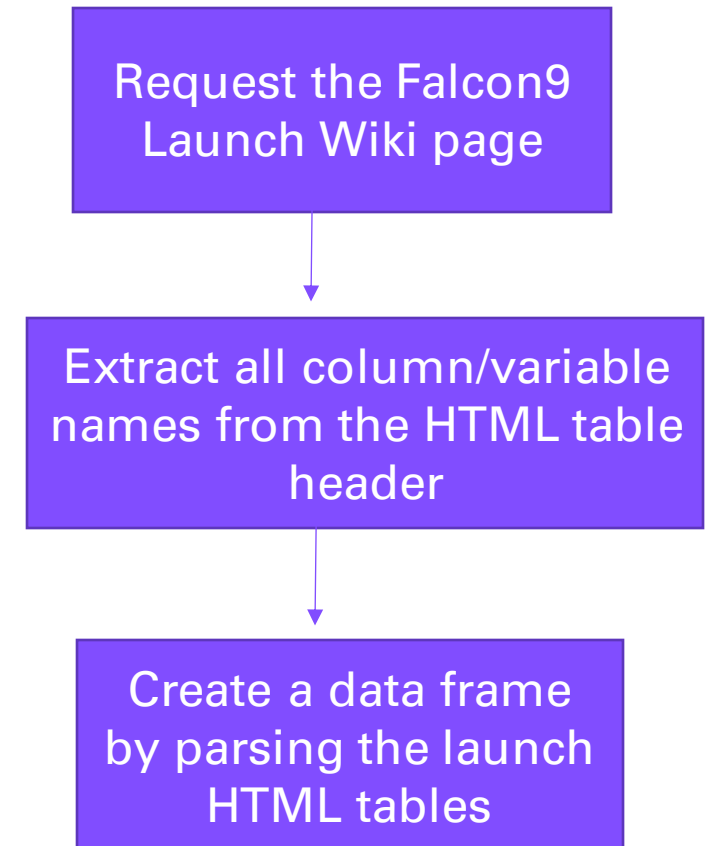 Request the Falcon9
Launch Wiki page
Extract all column/variable
names from the HTML table
header
Create a data frame
by parsing the launch
HTML tables